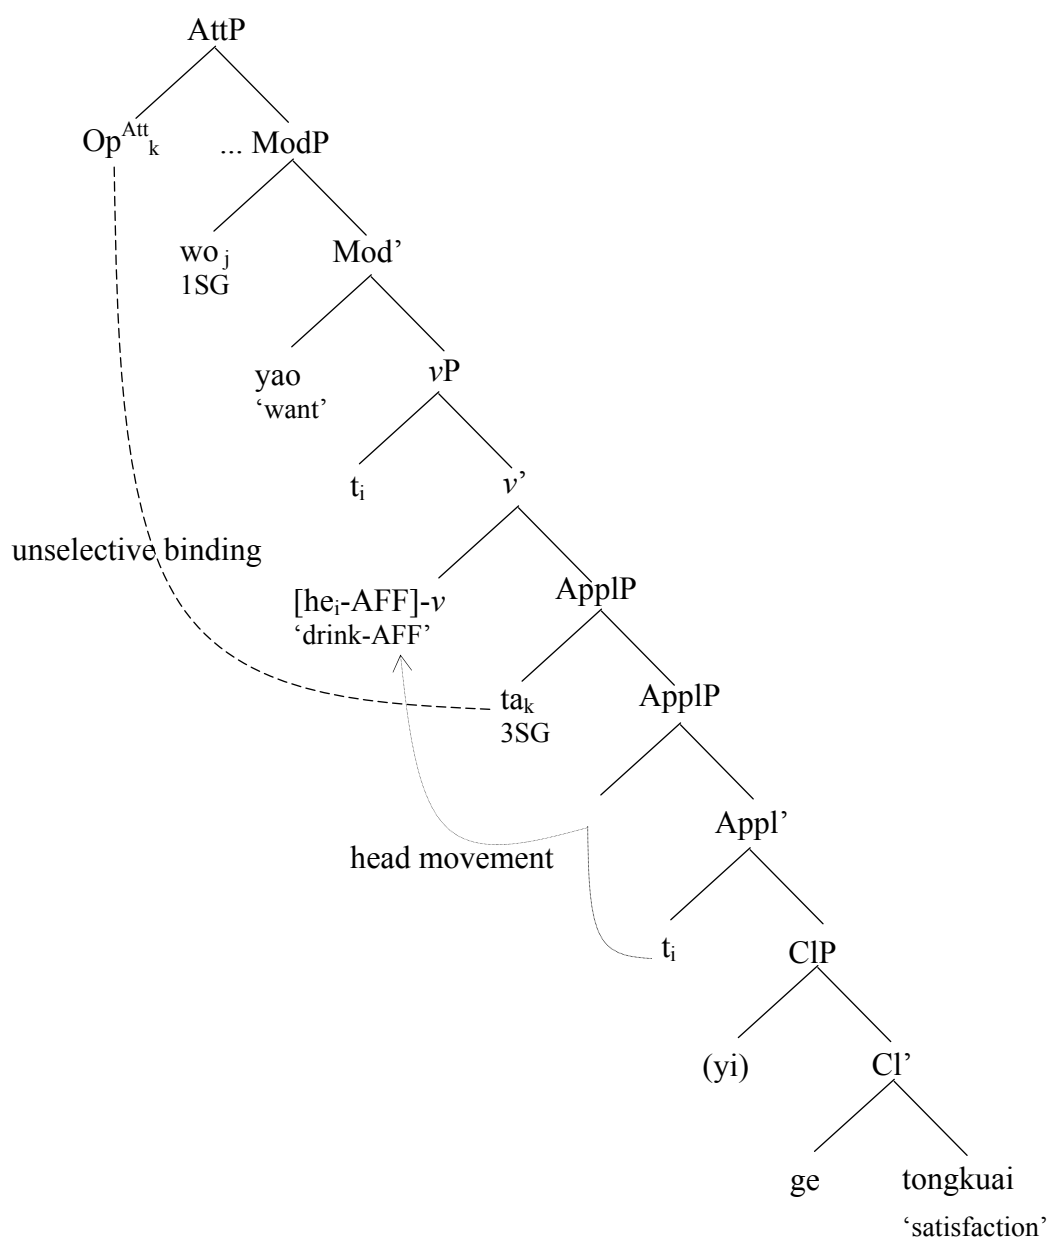 AttP
Op^Att_k
... ModP
wo_j
1SG
Mod’
yao
‘want’
vP
t_i
v’
unselective binding
[he_i-AFF]-v
‘drink-AFF’
ApplP
ta_k
3SG
ApplP
Appl’
head movement
t_i
ClP
(yi)
Cl’
ge
tongkuai
‘satisfaction’